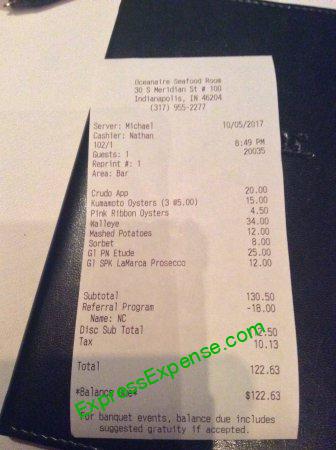 Oceanaire Seafood Room
30 S Meridian St # 100
Indianapolis, IN 46204
(317) 955-2277
Server: Michael 10/05/2017
Cashier: Nathan
102/1 8:49 PM
Guests: 1 20035
Reprint #: 1
Area: Bar
Crudo App 20.00
Kumamoto Oysters (3 @5.00) 15.00
Pink Ribbon Oysters 4.50
Walleye 34.00
Mashed Potatoes 12.00
Sorbet 8.00
Gl PN Etude 25.00
Gl SPK LaMarca Prosecco 12.00
Subtotal 130.50
Referral Program -18.00
Name: NC
Disc Sub Total .50
Tax 10.13
Total 122.63
*Balance $122.63
For banquet events, balance due includes
suggested gratuity if accepted.
ExpressExpense.com